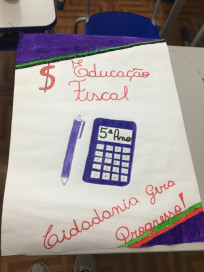 $ Educação
Fiscal
5º Ano
Cidadania Gera
Progresso!